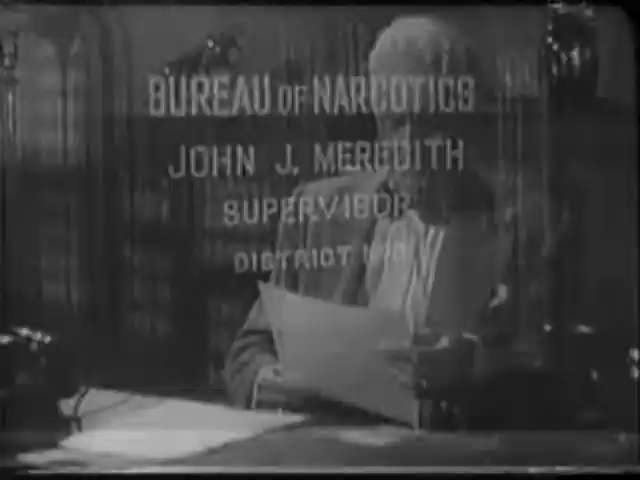 BUREAU OF NARCOTICS
JOHN J. MEREDITH
SUPERVISOR
DISTRICT